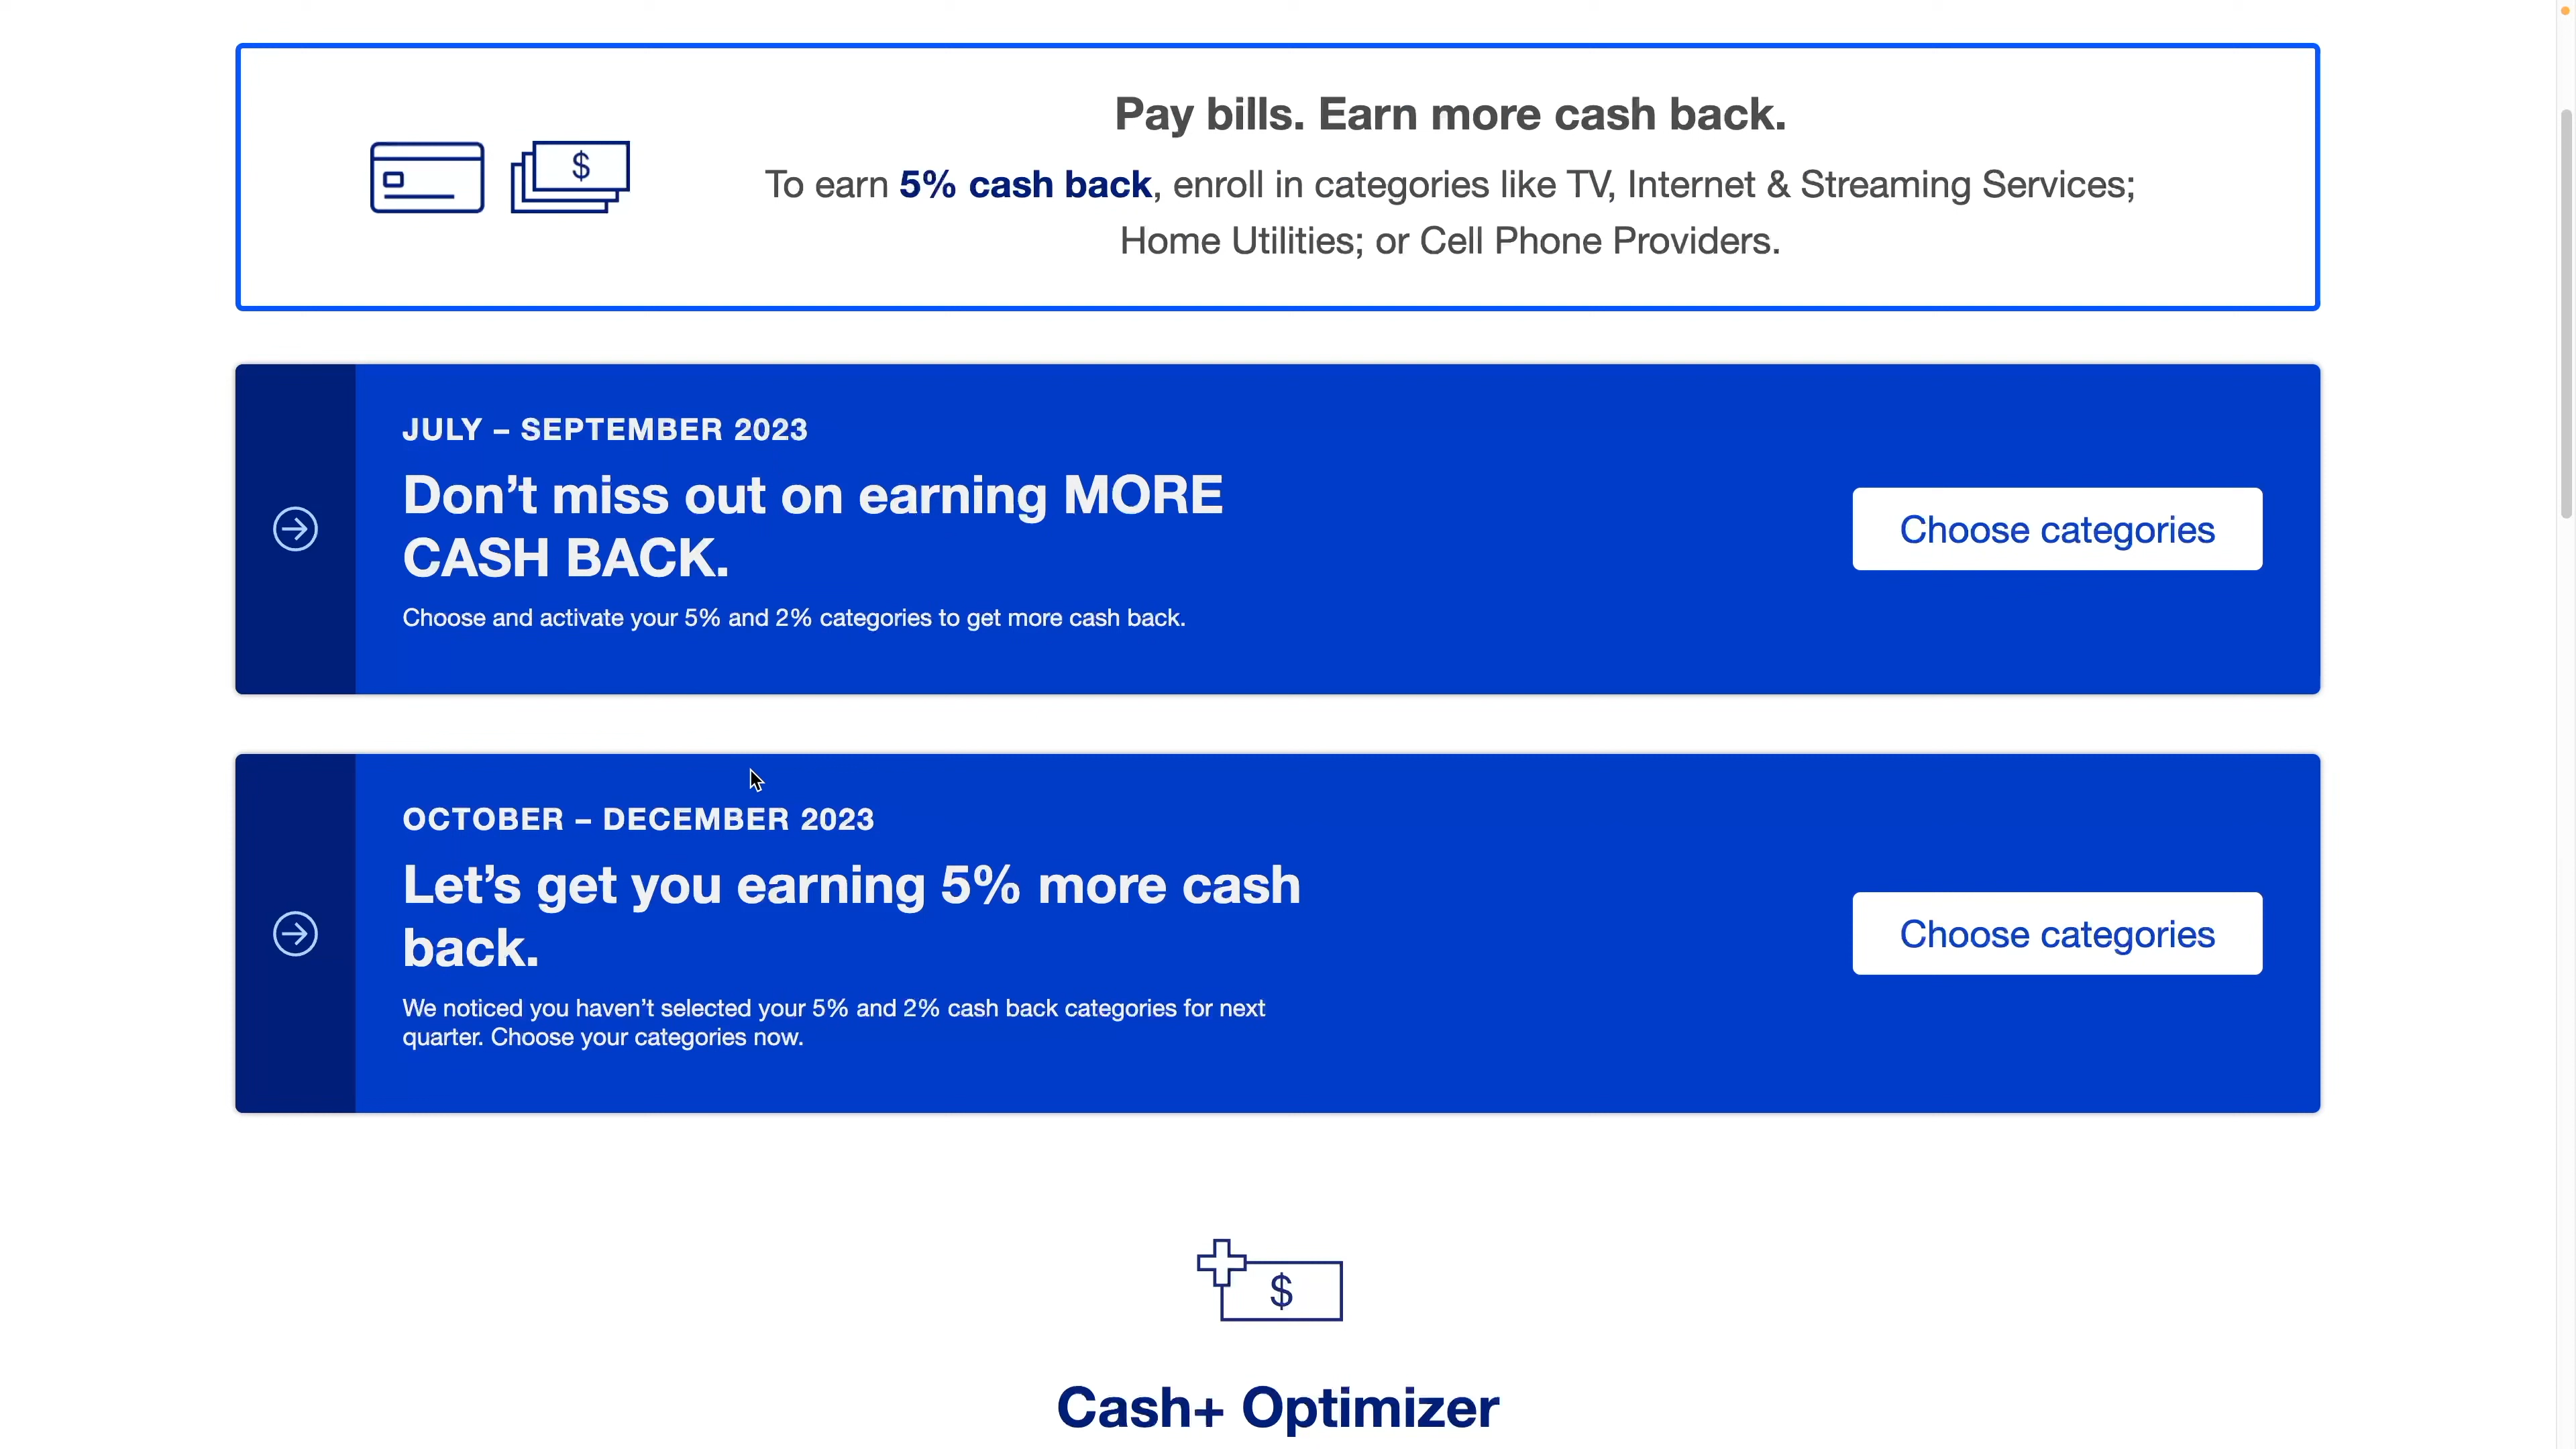 Pay bills. Earn more cash back.
To earn 5% cash back, enroll in categories like TV, Internet & Streaming Services;
Home Utilities; or Cell Phone Providers.
$
JULY – SEPTEMBER 2023
Don’t miss out on earning MORE
CASH BACK.
Choose and activate your 5% and 2% categories to get more cash back.
Choose categories
OCTOBER – DECEMBER 2023
Let’s get you earning 5% more cash
back.
We noticed you haven’t selected your 5% and 2% cash back categories for next
quarter. Choose your categories now.
Choose categories
$
Cash+ Optimizer